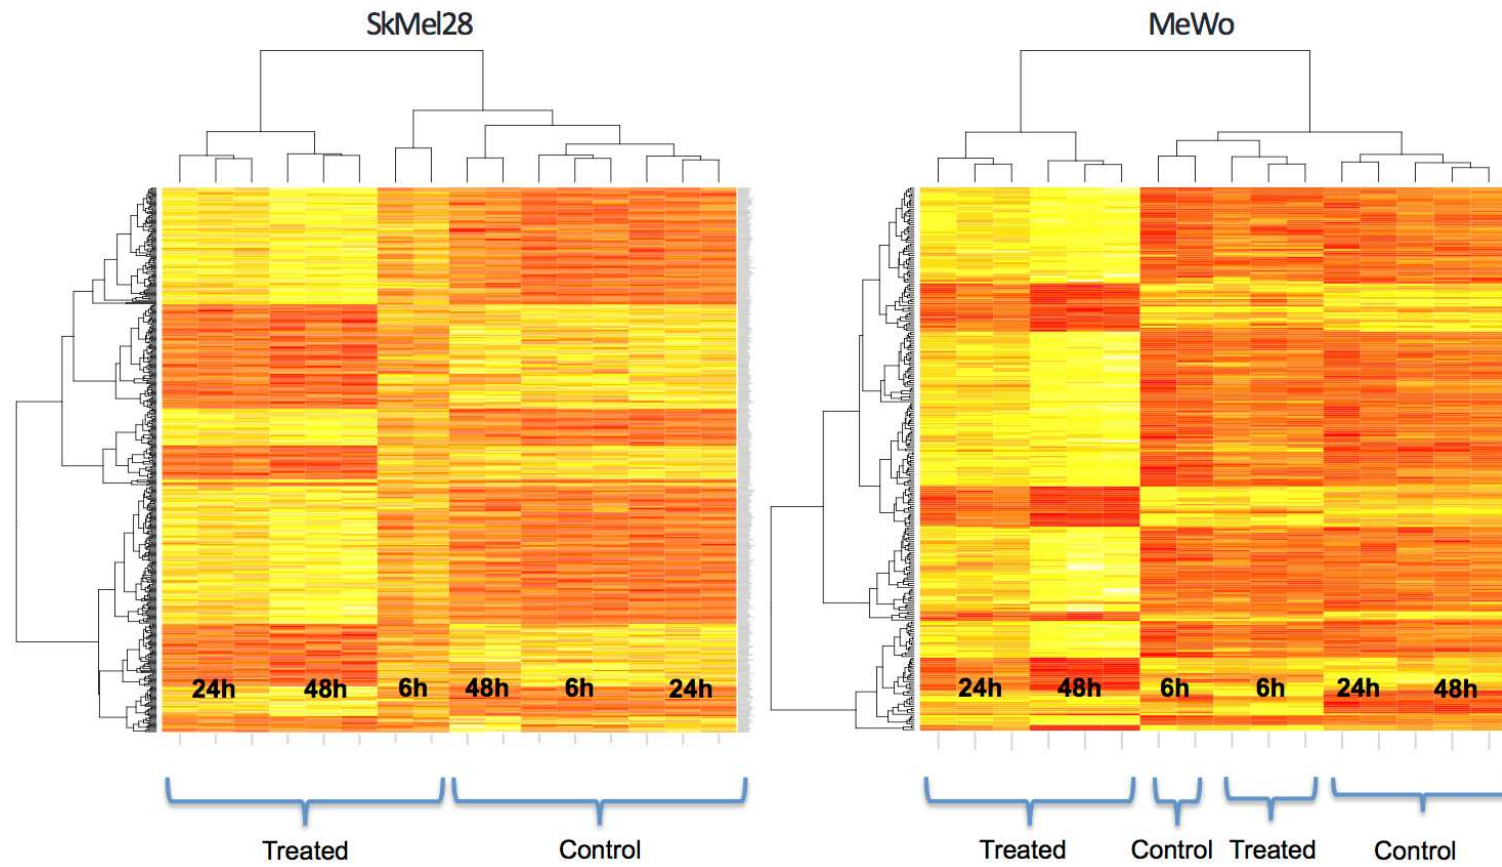 SkMel28 MeWo
24h 48h 6h 48h 6h 24h 24h 48h 6h 6h 24h 48h
Treated Control Treated Control Treated Control